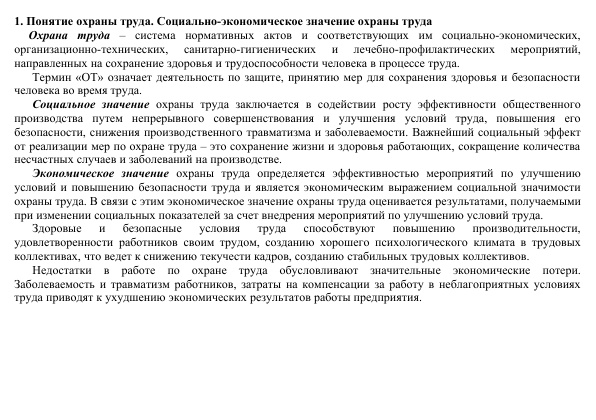 1. Понятие охраны труда. Социально-экономическое значение охраны труда
Охрана труда – система нормативных актов и соответствующих им социально-экономических,
организационно-технических, санитарно-гигиенических и лечебно-профилактических мероприятий,
направленных на сохранение здоровья и трудоспособности человека в процессе труда.
Термин «ОТ» означает деятельность по защите, принятию мер для сохранения здоровья и безопасности
человека во время труда.
Социальное значение охраны труда заключается в содействии росту эффективности общественного
производства путем непрерывного совершенствования и улучшения условий труда, повышения его
безопасности, снижения производственного травматизма и заболеваемости. Важнейший социальный эффект
от реализации мер по охране труда – это сохранение жизни и здоровья работающих, сокращение количества
несчастных случаев и заболеваний на производстве.
Экономическое значение охраны труда определяется эффективностью мероприятий по улучшению
условий и повышению безопасности труда и является экономическим выражением социальной значимости
охраны труда. В связи с этим экономическое значение охраны труда оценивается результатами, получаемыми
при изменении социальных показателей за счет внедрения мероприятий по улучшению условий труда.
Здоровые и безопасные условия труда способствуют повышению производительности,
удовлетворенности работников своим трудом, созданию хорошего психологического климата в трудовых
коллективах, что ведет к снижению текучести кадров, созданию стабильных трудовых коллективов.
Недостатки в работе по охране труда обусловливают значительные экономические потери.
Заболеваемость и травматизм работников, затраты на компенсации за работу в неблагоприятных условиях
труда приводят к ухудшению экономических результатов работы предприятия.